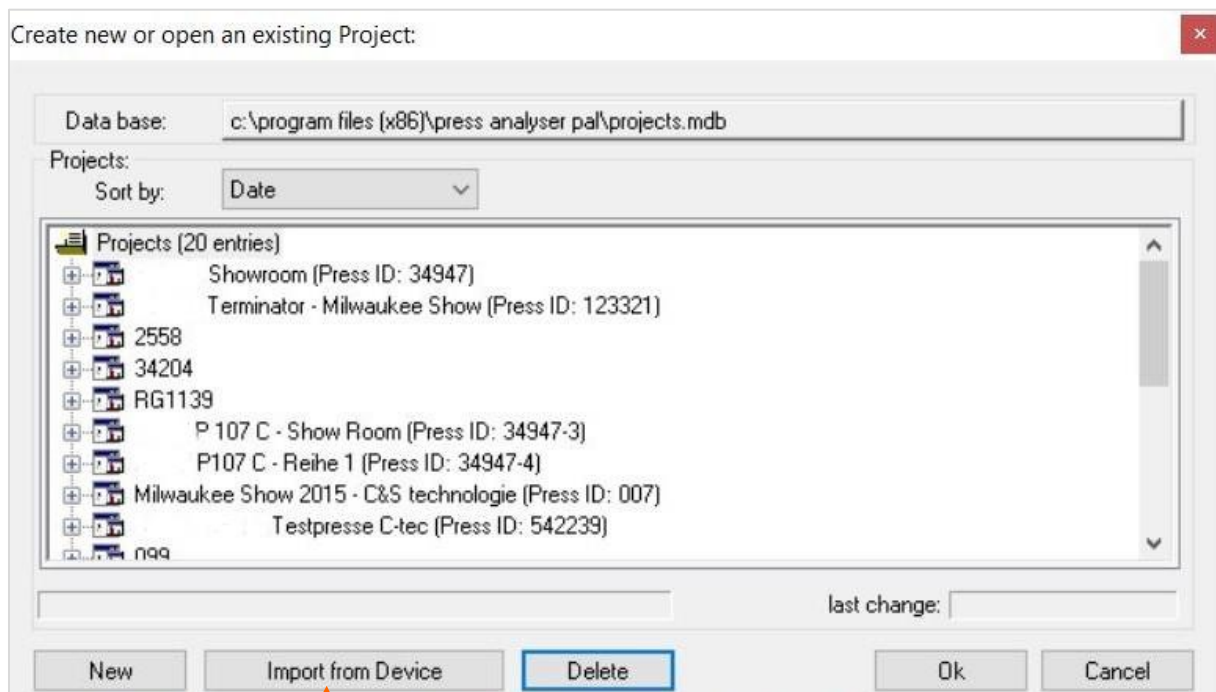 Create new or open an existing Project:
Data base: c:\program files (x86)\press analyser pal\projects.mdb
Projects:
Sort by: Date
Projects (20 entries)
Showroom (Press ID: 34947)
Terminator - Milwaukee Show (Press ID: 123321)
2558
34204
RG1139
P 107 C - Show Room (Press ID: 34947-3)
P107 C - Reihe 1 (Press ID: 34947-4)
Milwaukee Show 2015 - C&S technologie (Press ID: 007)
Testpresse C-tec (Press ID: 542239)
099
last change:
New Import from Device Delete Ok Cancel